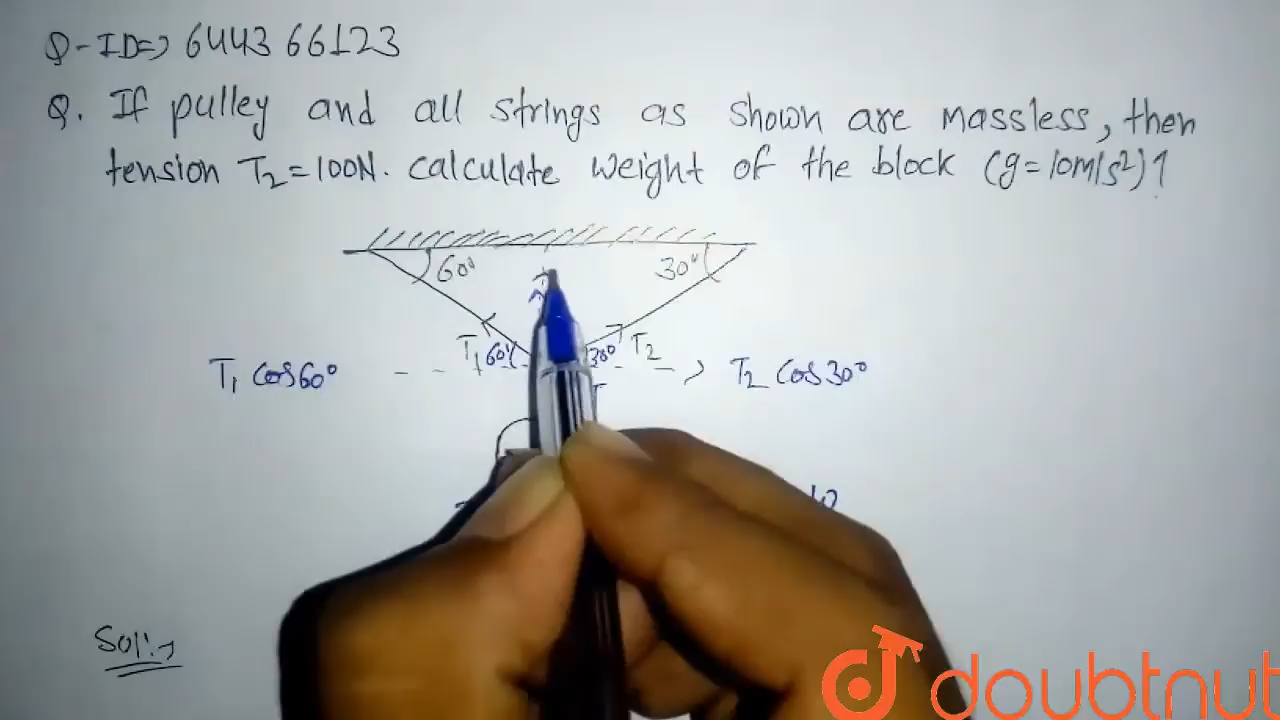 Q-ID=> 644366123
Q. If pulley and all strings as shown are massless, then
tension T₂=100N. calculate weight of the block (g=10m/s²)?
60° 30°
T₁ 60° 30° T₂
T₁ cos60° T₂ cos30°
Sol:→
doubtnut